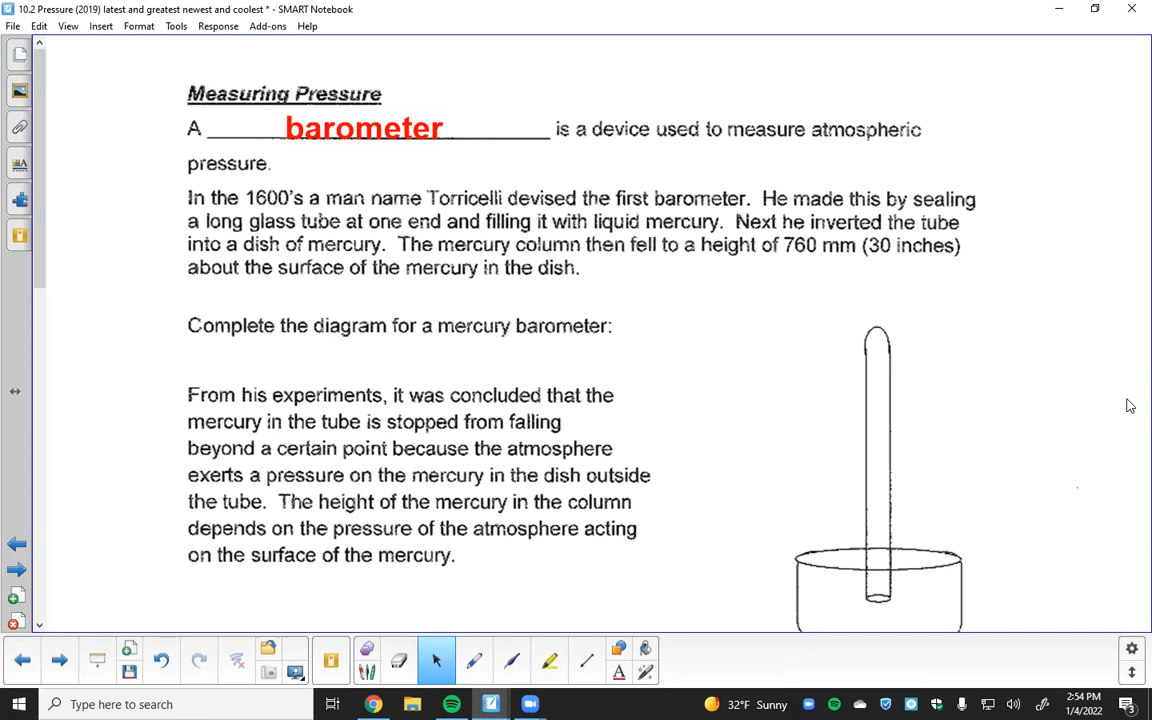 10.2 Pressure (2019) latest and greatest newest and coolest * - SMART Notebook
File Edit View Insert Format Tools Response Add-ons Help
Measuring Pressure
A ____barometer____ is a device used to measure atmospheric
pressure.
In the 1600's a man name Torricelli devised the first barometer. He made this by sealing
a long glass tube at one end and filling it with liquid mercury. Next he inverted the tube
into a dish of mercury. The mercury column then fell to a height of 760 mm (30 inches)
about the surface of the mercury in the dish.
Complete the diagram for a mercury barometer:
From his experiments, it was concluded that the
mercury in the tube is stopped from falling
beyond a certain point because the atmosphere
exerts a pressure on the mercury in the dish outside
the tube. The height of the mercury in the column
depends on the pressure of the atmosphere acting
on the surface of the mercury.
Type here to search
32°F Sunny
2:54 PM
1/4/2022
3